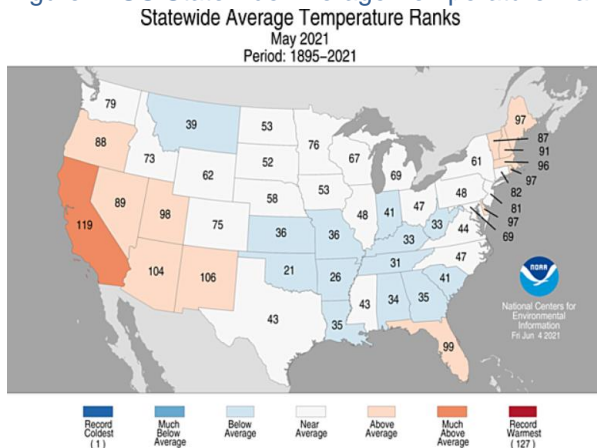 Statewide Average Temperature Ranks
May 2021
Period: 1895–2021
79
39
53
97
88
76
87
91
73
52
67
96
62
69
61
97
58
53
48
82
89
98
75
48
41
47
81
119
36
36
33
97
33
44
69
104
106
21
31
47
26
41
43
43
34
35
35
99
NOAA
National Centers for
Environmental
Information
Fri Jun 4 2021
Record
Coldest
( 1 )
Much
Below
Average
Below
Average
Near
Average
Above
Average
Much
Above
Average
Record
Warmest
( 127 )